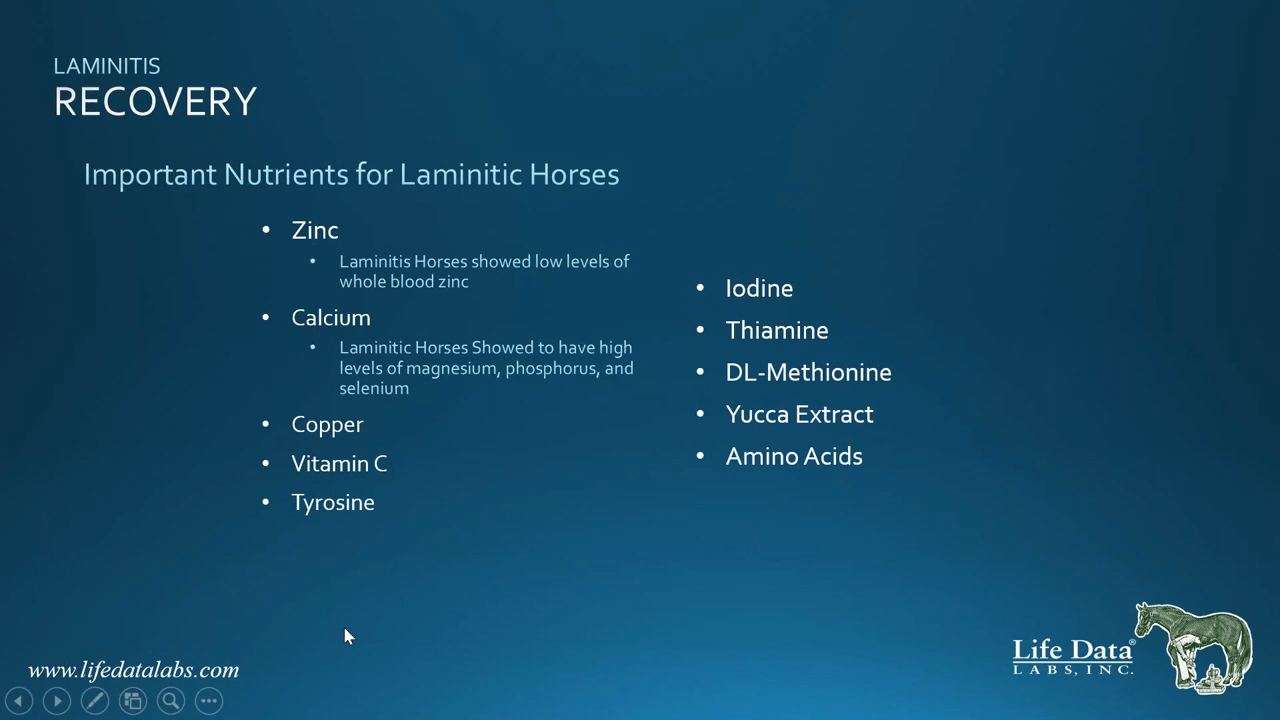 LAMINITIS
RECOVERY
Important Nutrients for Laminitic Horses
• Zinc
• Laminitis Horses showed low levels of
whole blood zinc
• Calcium
• Laminitic Horses Showed to have high
levels of magnesium, phosphorus, and
selenium
• Copper
• Vitamin C
• Tyrosine
• Iodine
• Thiamine
• DL-Methionine
• Yucca Extract
• Amino Acids
www.lifedatalabs.com
Life Data®
LABS, INC.